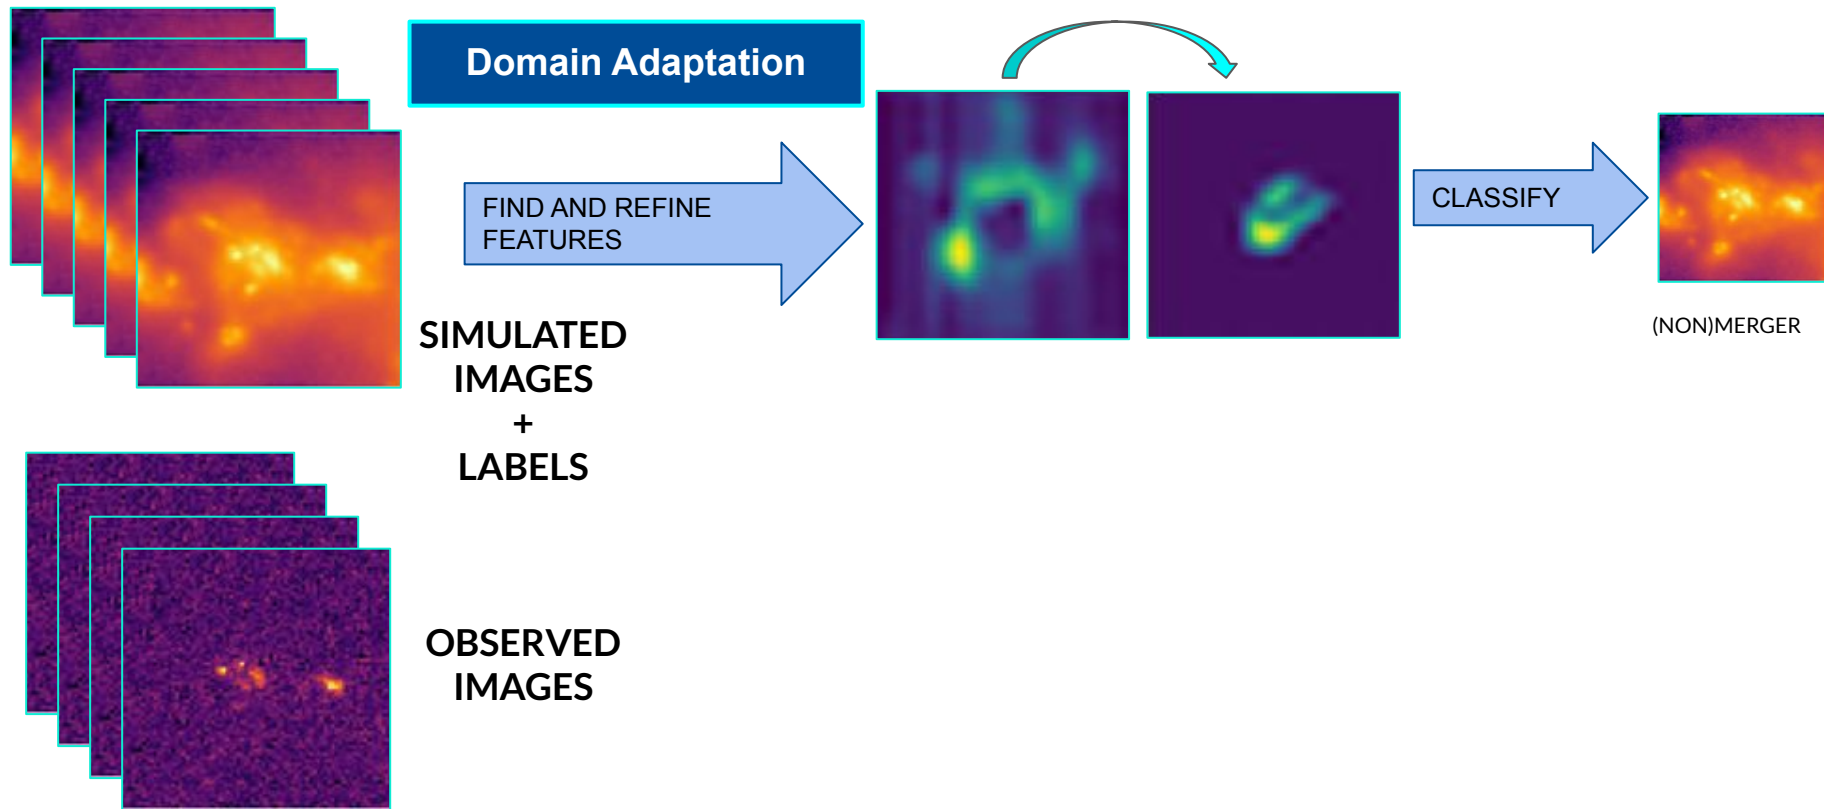 Domain Adaptation
FIND AND REFINE
FEATURES
CLASSIFY
SIMULATED
IMAGES
+
LABELS
(NON)MERGER
OBSERVED
IMAGES